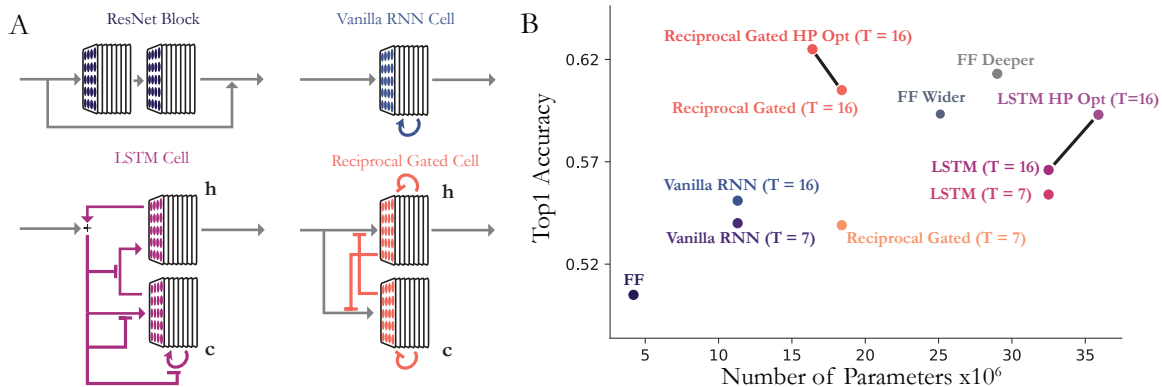 A
ResNet Block
Vanilla RNN Cell
LSTM Cell
Reciprocal Gated Cell
h
h
+
c
c
B
Reciprocal Gated HP Opt (T = 16)
FF Deeper
0.62
Reciprocal Gated (T = 16)
FF Wider
LSTM HP Opt (T=16)
Top1 Accuracy
0.57
LSTM (T = 16)
Vanilla RNN (T = 16)
LSTM (T = 7)
Vanilla RNN (T = 7)
Reciprocal Gated (T = 7)
0.52
FF
5
10
15
20
25
30
35
Number of Parameters x10⁶